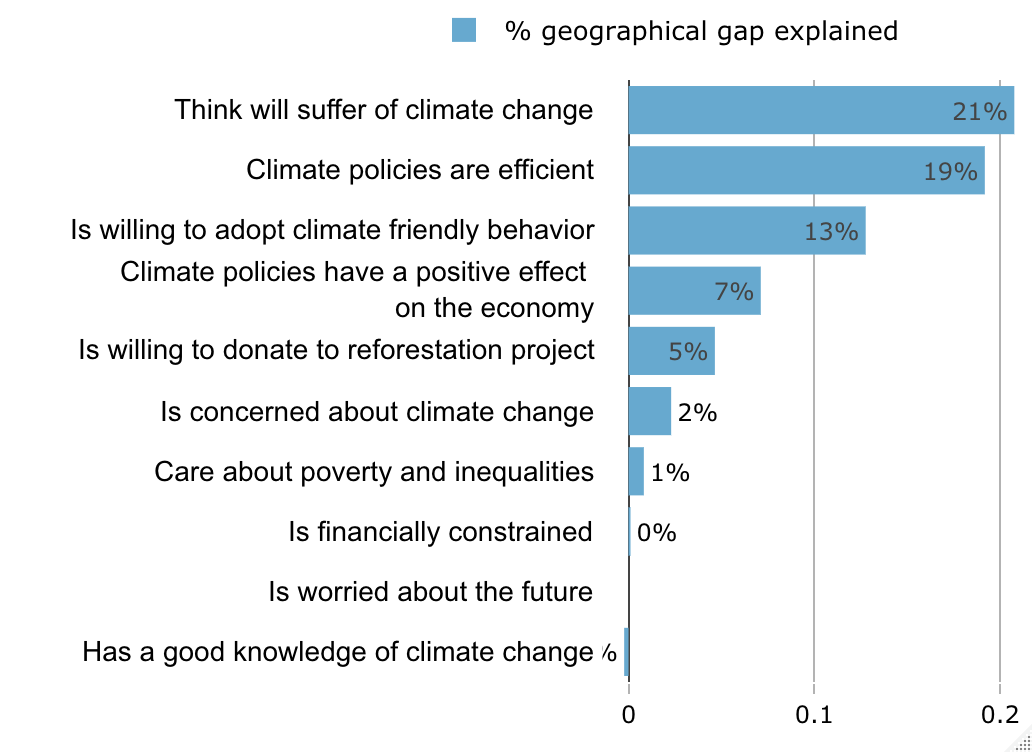 % geographical gap explained
Think will suffer of climate change 21%
Climate policies are efficient 19%
Is willing to adopt climate friendly behavior 13%
Climate policies have a positive effect
on the economy 7%
Is willing to donate to reforestation project 5%
Is concerned about climate change 2%
Care about poverty and inequalities 1%
Is financially constrained 0%
Is worried about the future
Has a good knowledge of climate change %
0 0.1 0.2